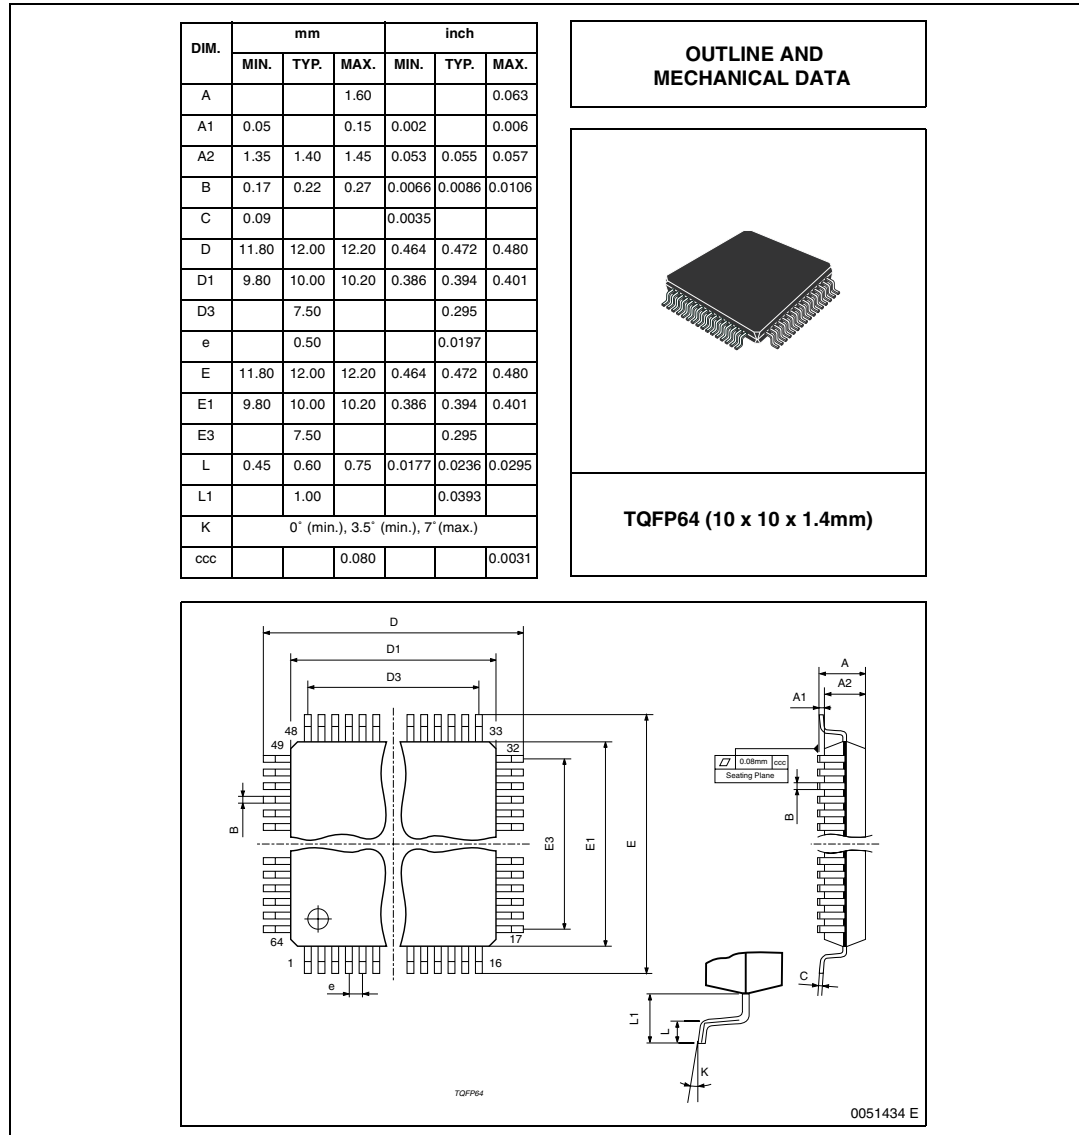 DIM. mm inch
MIN. TYP. MAX. MIN. TYP. MAX.
A 1.60 0.063
A1 0.05 0.15 0.002 0.006
A2 1.35 1.40 1.45 0.053 0.055 0.057
B 0.17 0.22 0.27 0.0066 0.0086 0.0106
C 0.09 0.0035
D 11.80 12.00 12.20 0.464 0.472 0.480
D1 9.80 10.00 10.20 0.386 0.394 0.401
D3 7.50 0.295
e 0.50 0.0197
E 11.80 12.00 12.20 0.464 0.472 0.480
E1 9.80 10.00 10.20 0.386 0.394 0.401
E3 7.50 0.295
L 0.45 0.60 0.75 0.0177 0.0236 0.0295
L1 1.00 0.0393
K 0˚ (min.), 3.5˚ (min.), 7˚(max.)
ccc 0.080 0.0031
OUTLINE AND
MECHANICAL DATA
TQFP64 (10 x 10 x 1.4mm)
D
D1
D3
A
A2
A1
48 33
49 32
0.08mm ccc
Seating Plane
B
E3
E1
E
B
64 17
1 16
e
C
L1
L
K
TQFP64
0051434 E